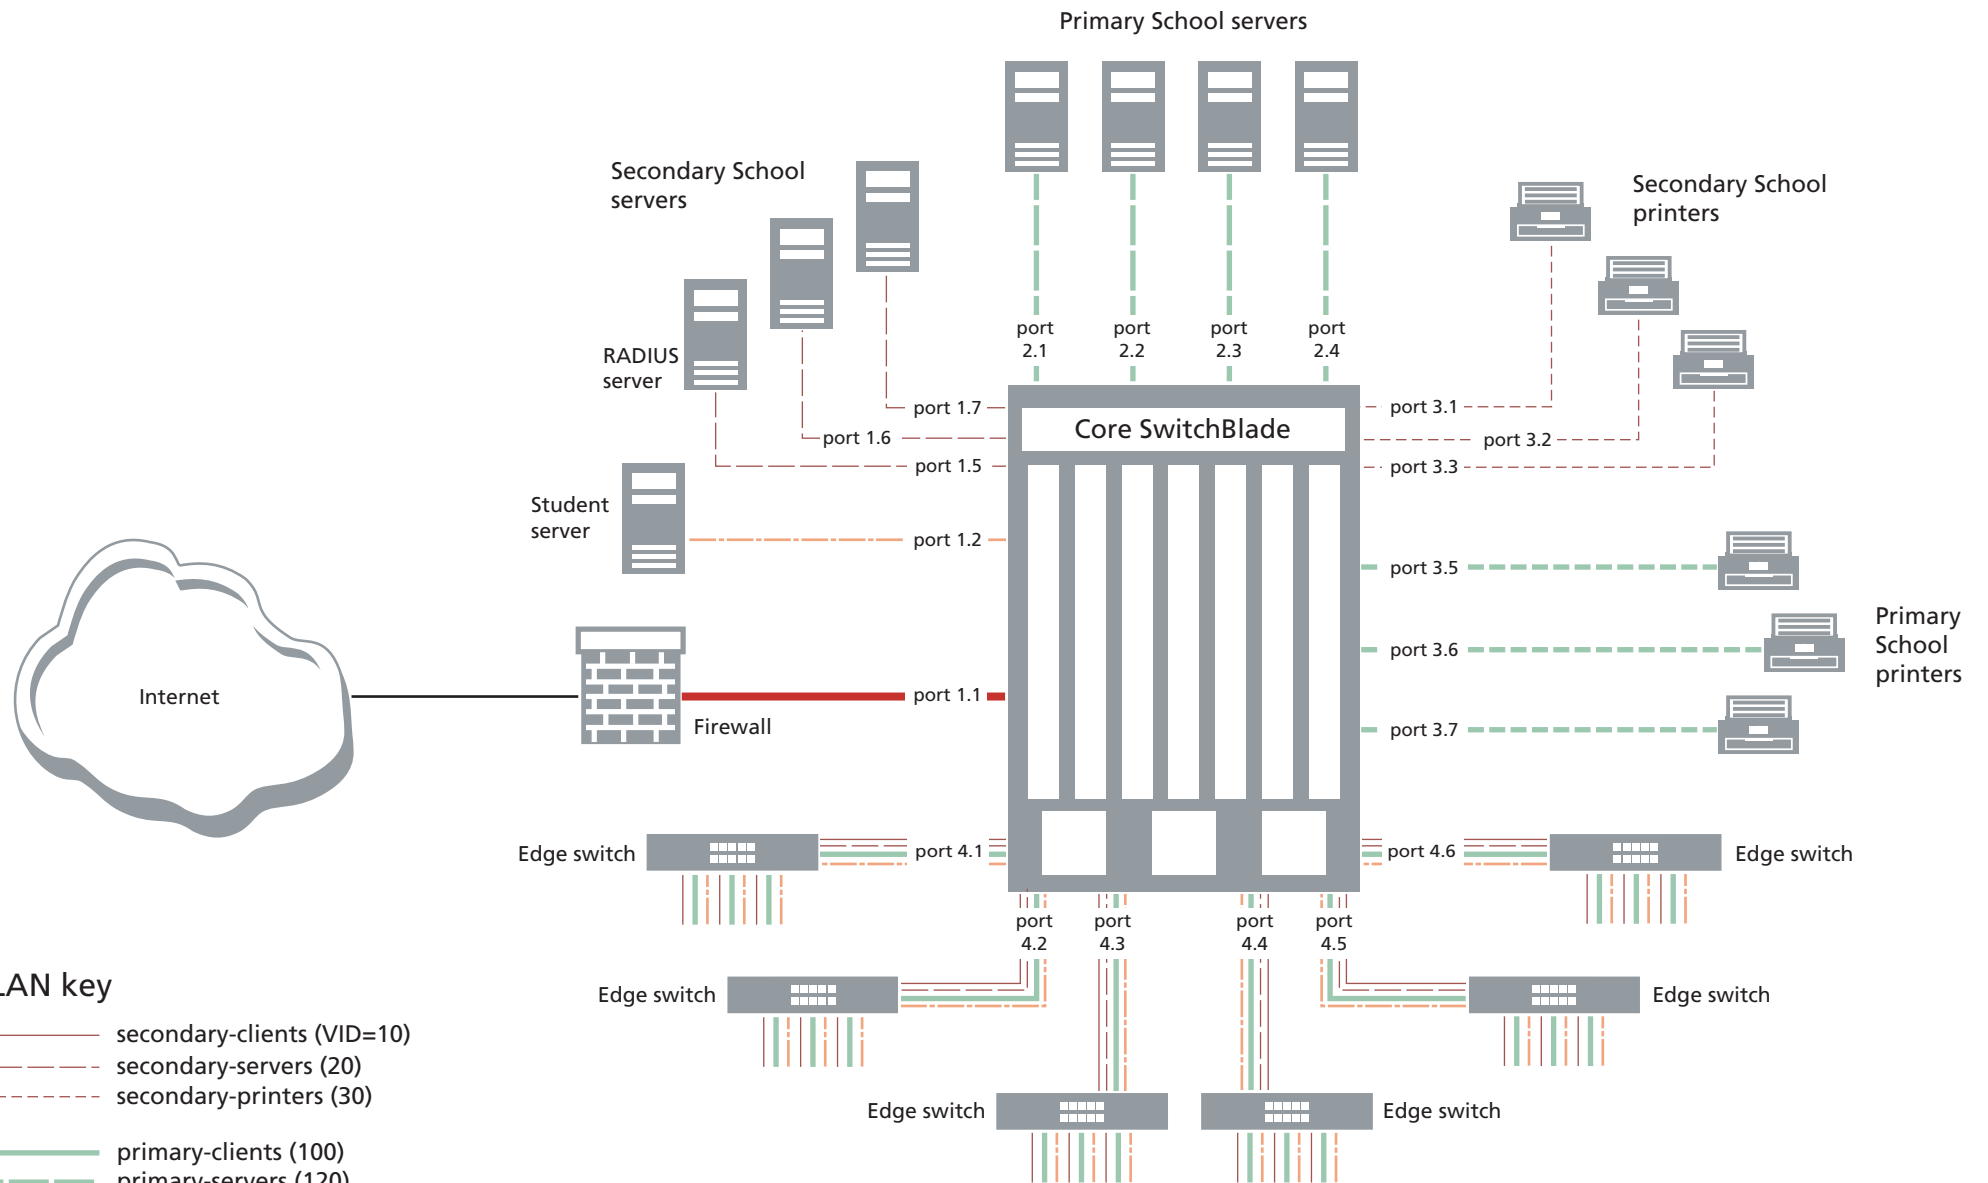 Primary School servers
Secondary School
servers
Secondary School
printers
RADIUS
server
port
2.1
port
2.2
port
2.3
port
2.4
port 1.7
port 1.6
port 1.5
Core SwitchBlade
port 3.1
port 3.2
port 3.3
Student
server
port 1.2
port 3.5
port 3.6
port 3.7
Primary
School
printers
Internet
Firewall
port 1.1
Edge switch
port 4.1
port 4.6
Edge switch
port
4.2
port
4.3
port
4.4
port
4.5
Edge switch
Edge switch
Edge switch
Edge switch
LAN key
secondary-clients (VID=10)
secondary-servers (20)
secondary-printers (30)
primary-clients (100)
primary-servers (120)